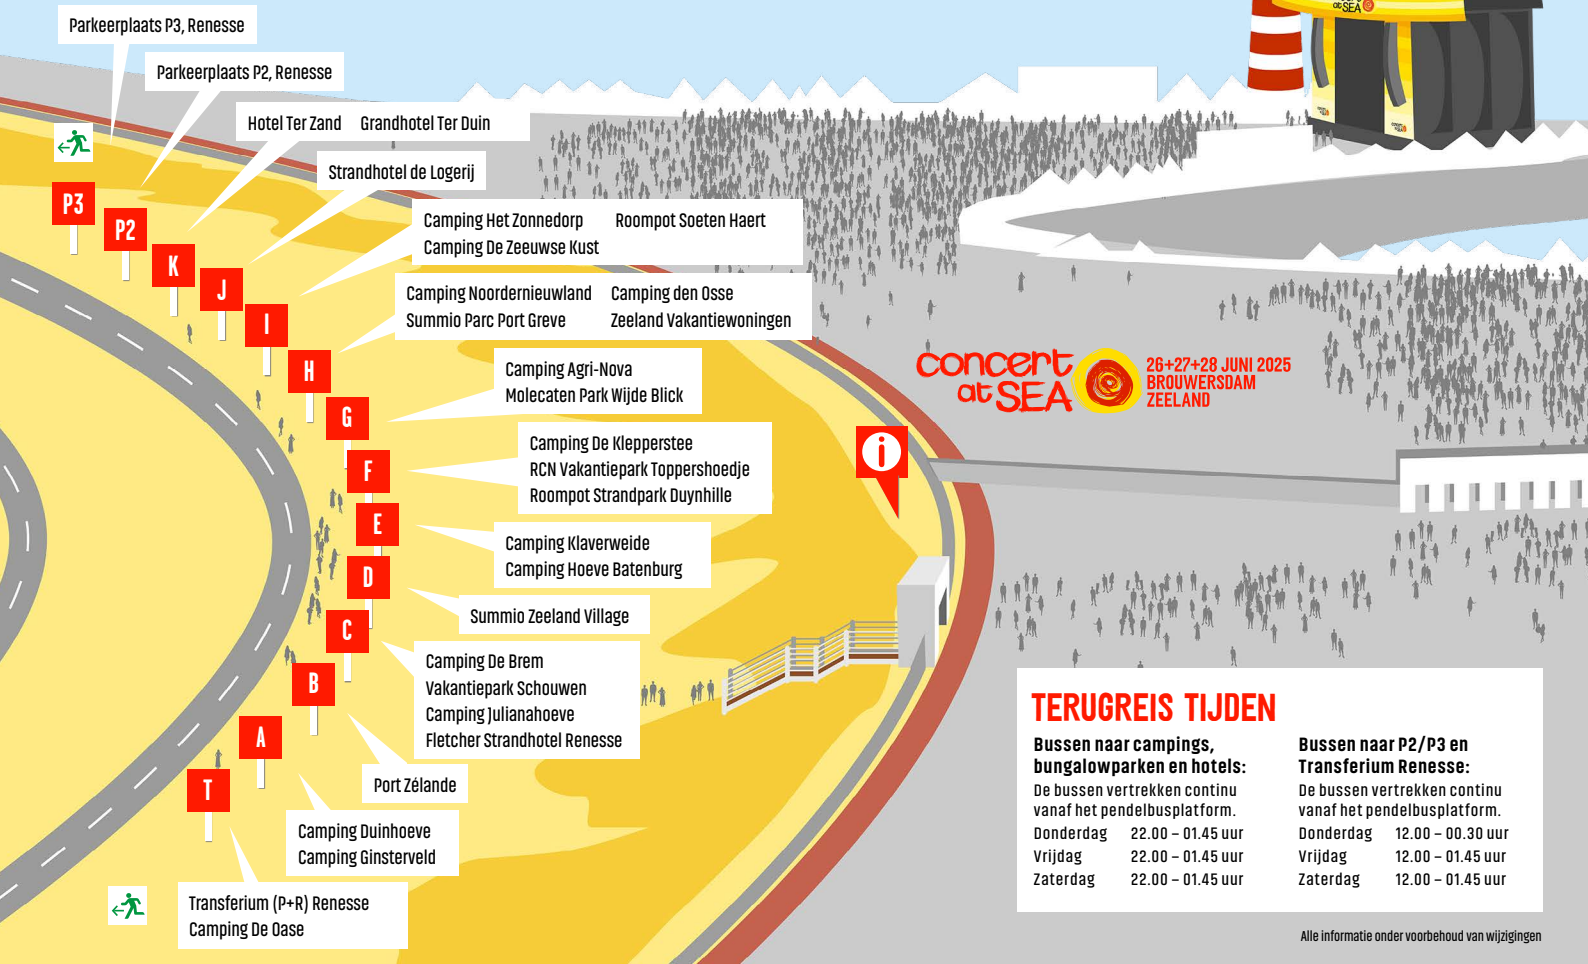 Parkeerplaats P3, Renesse
Parkeerplaats P2, Renesse
Hotel Ter Zand Grandhotel Ter Duin
Strandhotel de Logerij
Camping Het Zonnedorp Roompot Soeten Haert
Camping De Zeeuwse Kust
Camping Noordernieuwland Camping den Osse
Summio Parc Port Greve Zeeland Vakantiewoningen
Camping Agri-Nova
Molecaten Park Wijde Blick
Camping De Klepperstee
RCN Vakantiepark Toppershoedje
Roompot Strandpark Duynhille
Camping Klaverweide
Camping Hoeve Batenburg
Summio Zeeland Village
Camping De Brem
Vakantiepark Schouwen
Camping Julianahoeve
Fletcher Strandhotel Renesse
Port Zélande
Camping Duinhoeve
Camping Ginsterveld
Transferium (P+R) Renesse
Camping De Oase
P3
P2
K
J
I
H
G
F
E
D
C
B
A
T
i
at SEA
concert
at SEA
26+27+28 JUNI 2025
BROUWERSDAM
ZEELAND
TERUGREIS TIJDEN
Bussen naar campings,
bungalowparken en hotels:
De bussen vertrekken continu
vanaf het pendelbusplatform.
Donderdag 22.00 – 01.45 uur
Vrijdag 22.00 – 01.45 uur
Zaterdag 22.00 – 01.45 uur
Bussen naar P2/P3 en
Transferium Renesse:
De bussen vertrekken continu
vanaf het pendelbusplatform.
Donderdag 12.00 – 00.30 uur
Vrijdag 12.00 – 01.45 uur
Zaterdag 12.00 – 01.45 uur
Alle informatie onder voorbehoud van wijzigingen